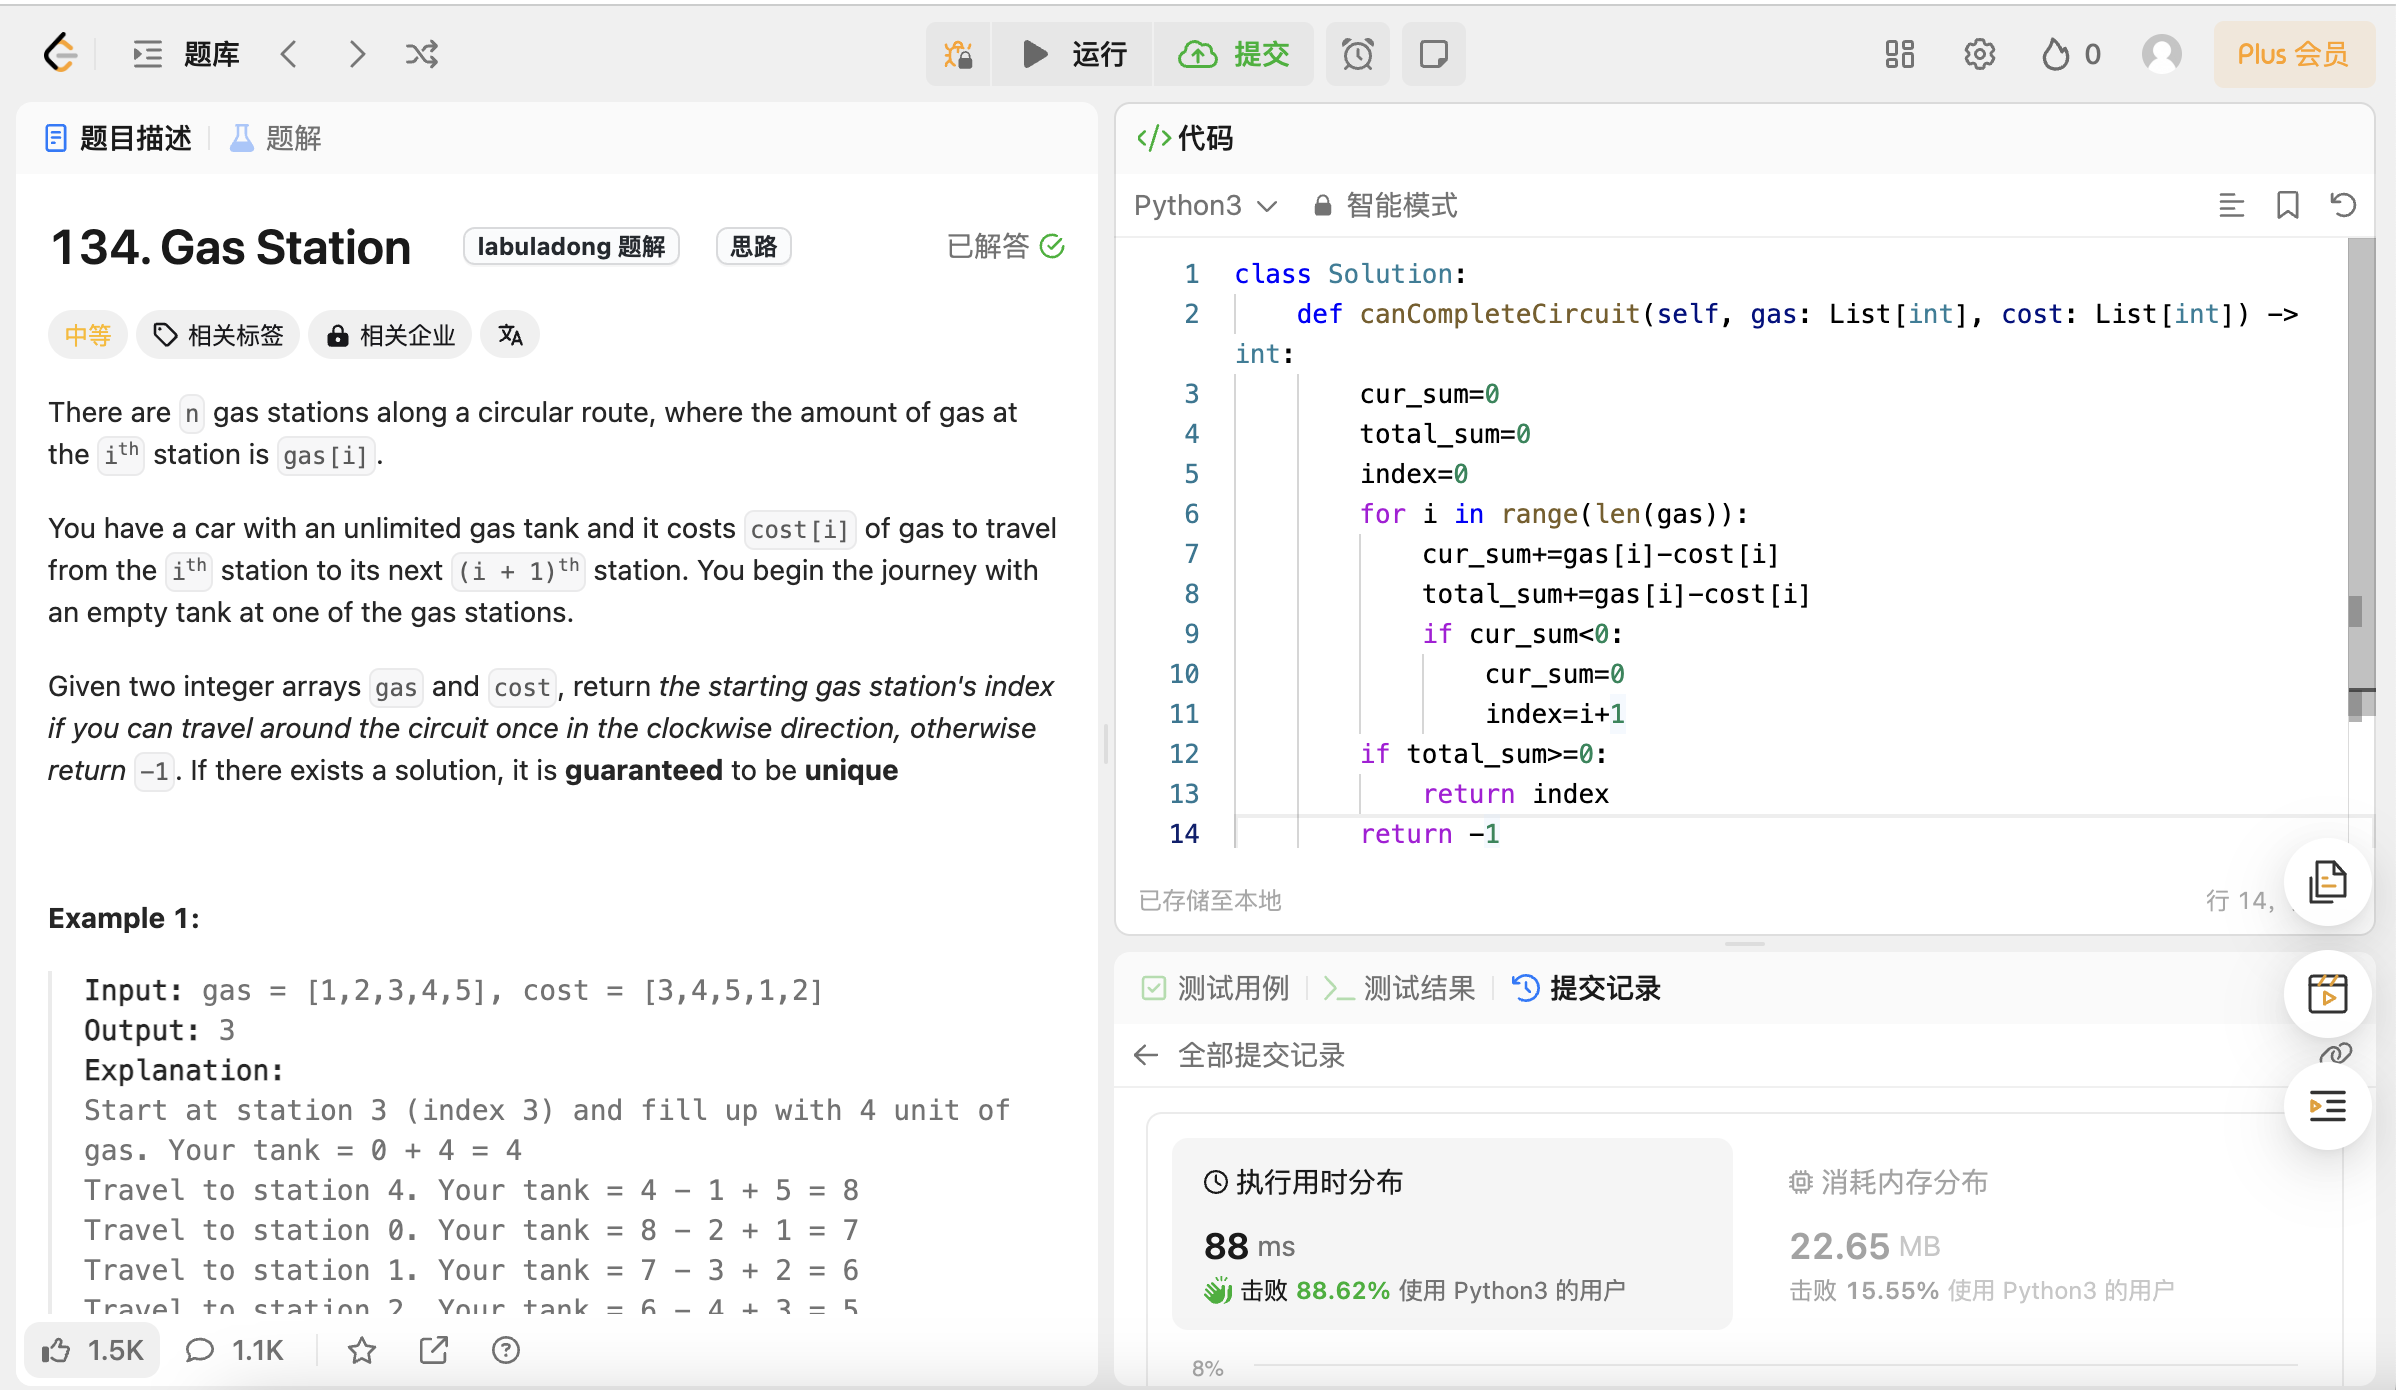 题库
运行
提交
0
Plus 会员
题目描述
题解
134. Gas Station
labuladong 题解
思路
已解答
中等
相关标签
相关企业
There are n gas stations along a circular route, where the amount of gas at
the ith station is gas[i].
You have a car with an unlimited gas tank and it costs cost[i] of gas to travel
from the ith station to its next (i + 1)th station. You begin the journey with
an empty tank at one of the gas stations.
Given two integer arrays gas and cost, return the starting gas station's index
if you can travel around the circuit once in the clockwise direction, otherwise
return -1. If there exists a solution, it is guaranteed to be unique
Example 1:
Input: gas = [1,2,3,4,5], cost = [3,4,5,1,2]
Output: 3
Explanation:
Start at station 3 (index 3) and fill up with 4 unit of
gas. Your tank = 0 + 4 = 4
Travel to station 4. Your tank = 4 - 1 + 5 = 8
Travel to station 0. Your tank = 8 - 2 + 1 = 7
Travel to station 1. Your tank = 7 - 3 + 2 = 6
Travel to station 2. Your tank = 6 - 4 + 3 = 5
1.5K
1.1K
</> 代码
Python3
智能模式
1 class Solution:
2 def canCompleteCircuit(self, gas: List[int], cost: List[int]) ->
int:
3 cur_sum=0
4 total_sum=0
5 index=0
6 for i in range(len(gas)):
7 cur_sum+=gas[i]-cost[i]
8 total_sum+=gas[i]-cost[i]
9 if cur_sum<0:
10 cur_sum=0
11 index=i+1
12 if total_sum>=0:
13 return index
14 return -1
已存储至本地
行 14,
测试用例
测试结果
提交记录
全部提交记录
执行用时分布
88 ms
击败 88.62% 使用 Python3 的用户
消耗内存分布
22.65 MB
击败 15.55% 使用 Python3 的用户
8%